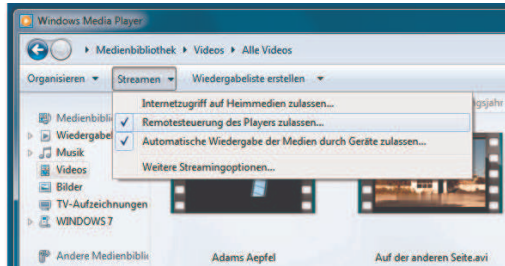 Windows Media Player
Medienbibliothek ▸ Videos ▸ Alle Videos
Organisieren Streamen Wiedergabeliste erstellen
Internetzugriff auf Heimmedien zulassen...
Remotesteuerung des Players zulassen...
Automatische Wiedergabe der Medien durch Geräte zulassen...
Weitere Streamingoptionen...
Musik
Videos
Bilder
TV-Aufzeichnungen
WINDOWS 7
Andere Medienbiblio
Adams Aepfel
Auf der anderen Seite.avi